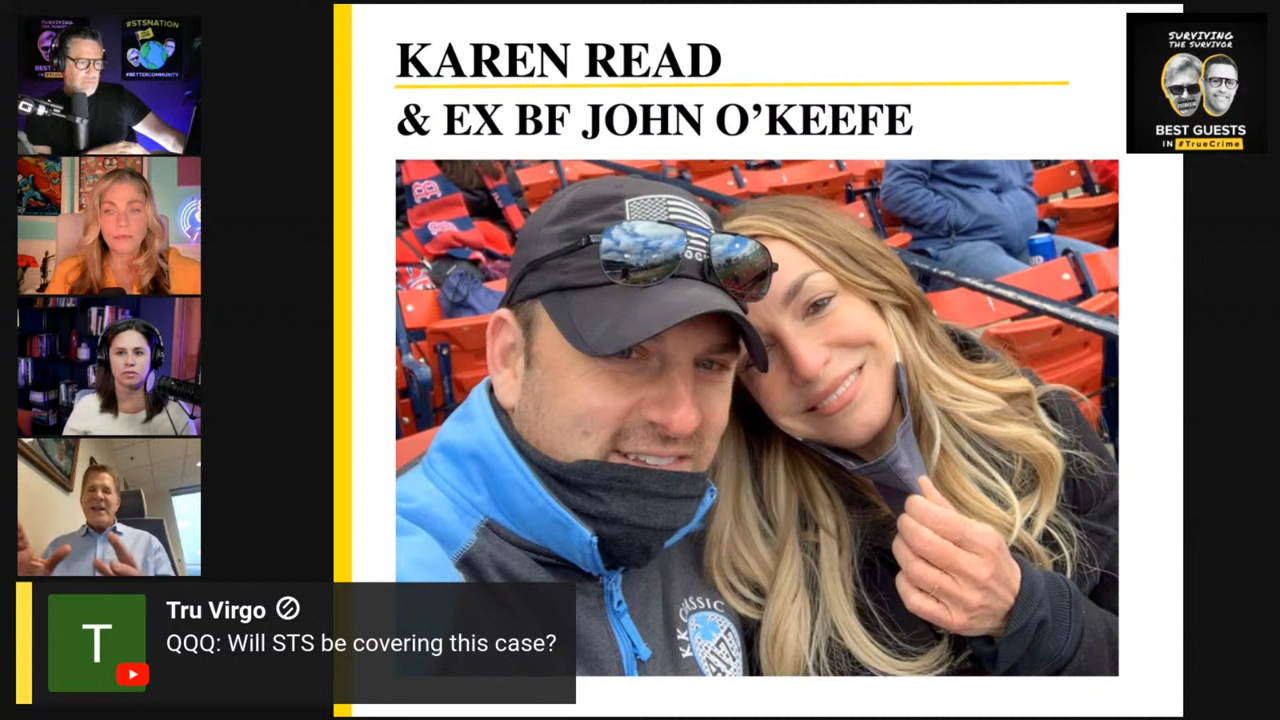 #STSNATION
#BETTERCOMMUNITY
KAREN READ
& EX BF JOHN O’KEEFE
SURVIVING
THE SURVIVOR
BEST GUESTS
IN #TrueCrime
CLASSIC
Tru Virgo
T
QQQ: Will STS be covering this case?